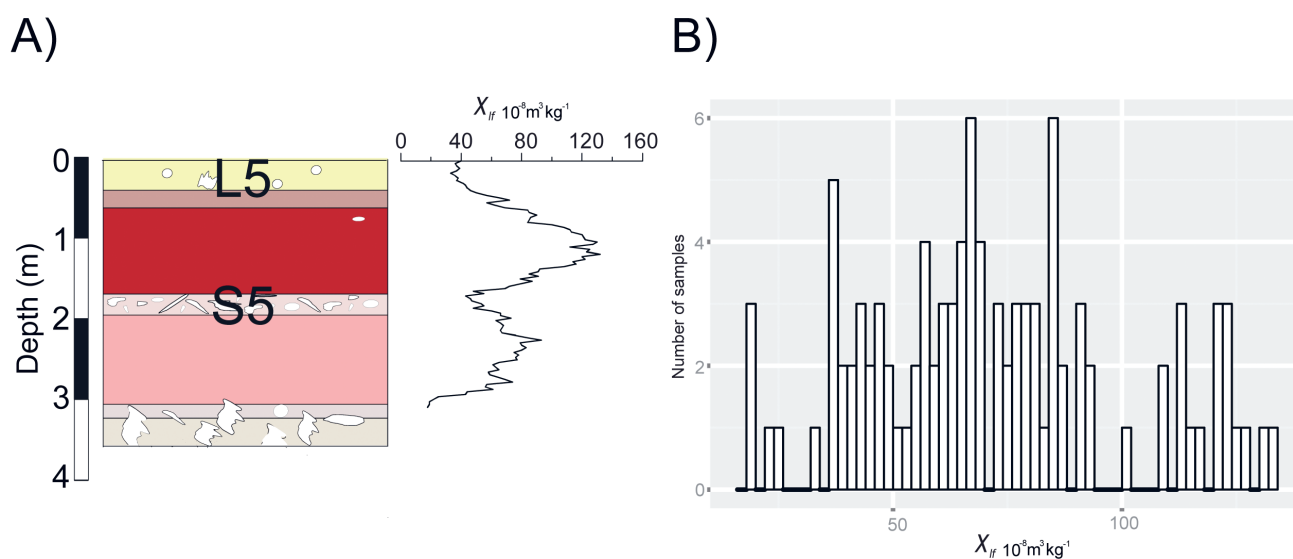 A)
B)
X lf 10⁻⁸m³kg⁻¹
0 40 80 120 160
0
1
2
3
4
Depth (m)
L5
S5
6
4
2
0
Number of samples
50 100
X lf 10⁻⁸m³kg⁻¹